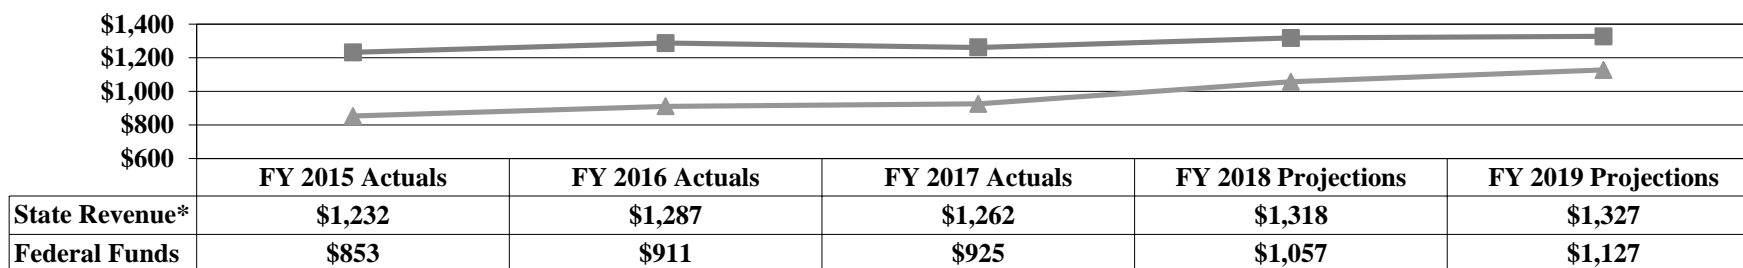 $1,400
$1,200
$1,000
$800
$600
FY 2015 Actuals FY 2016 Actuals FY 2017 Actuals FY 2018 Projections FY 2019 Projections
State Revenue* $1,232 $1,287 $1,262 $1,318 $1,327
Federal Funds $853 $911 $925 $1,057 $1,127